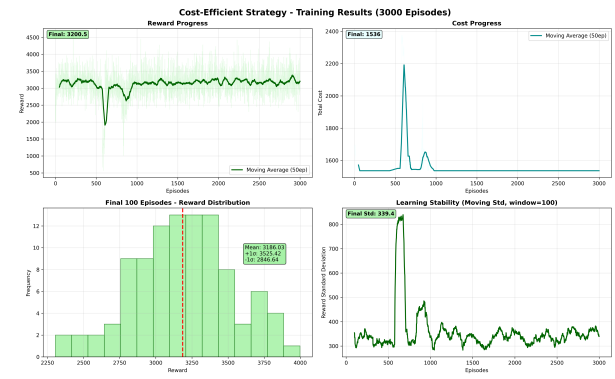 Cost-Efficient Strategy - Training Results (3000 Episodes)
Reward Progress
Final: 3200.5
4500
4000
3500
3000
2500
2000
1500
1000
500
Reward
0 500 1000 1500 2000 2500 3000
Episodes
Moving Average (50ep)
Cost Progress
Final: 1536
Moving Average (50ep)
2400
2200
2000
1800
1600
Total Cost
0 500 1000 1500 2000 2500 3000
Episodes
Final 100 Episodes - Reward Distribution
Mean: 3186.03
+1σ: 3525.42
-1σ: 2846.64
12
10
8
6
4
2
0
Frequency
2250 2500 2750 3000 3250 3500 3750 4000
Reward
Learning Stability (Moving Std, window=100)
Final Std: 339.4
800
700
600
500
400
300
Reward Standard Deviation
0 500 1000 1500 2000 2500 3000
Episodes